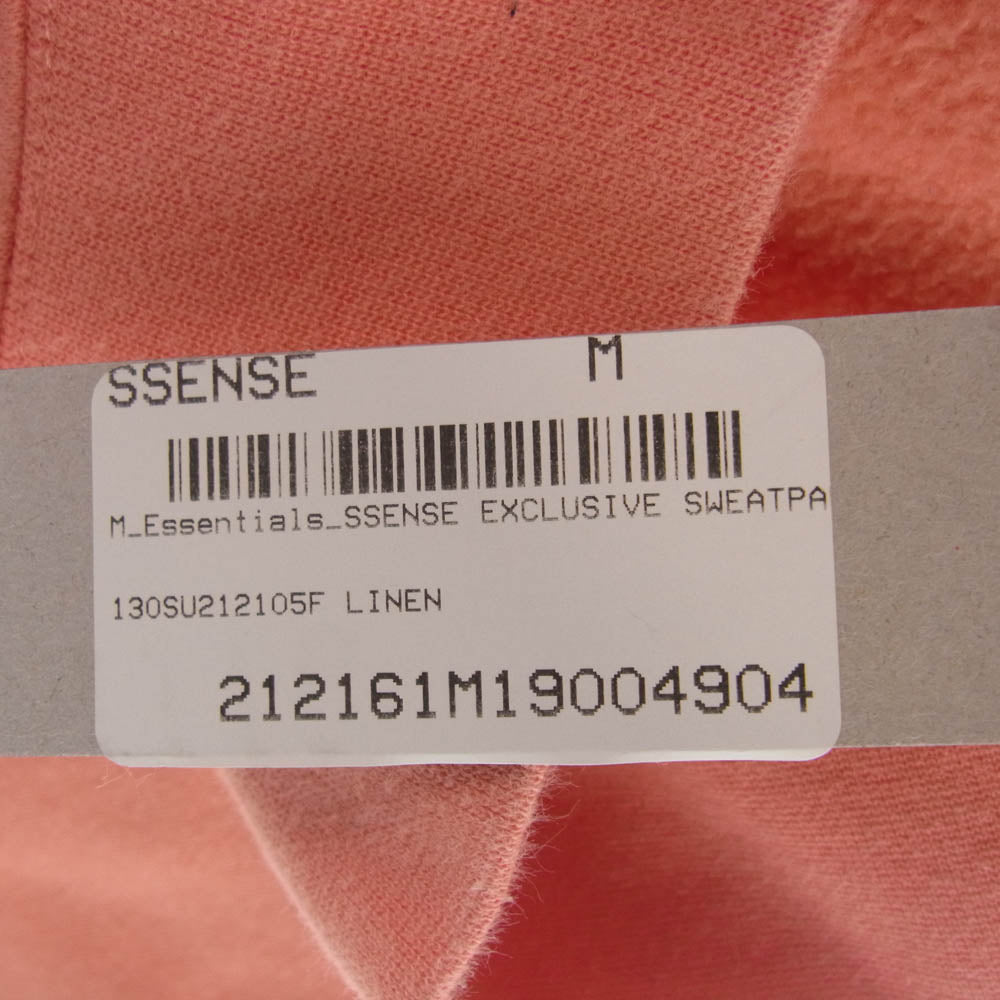 SSENSE M
M_Essentials_SSENSE EXCLUSIVE SWEATPA
130SU212105F LINEN
212161M19004904